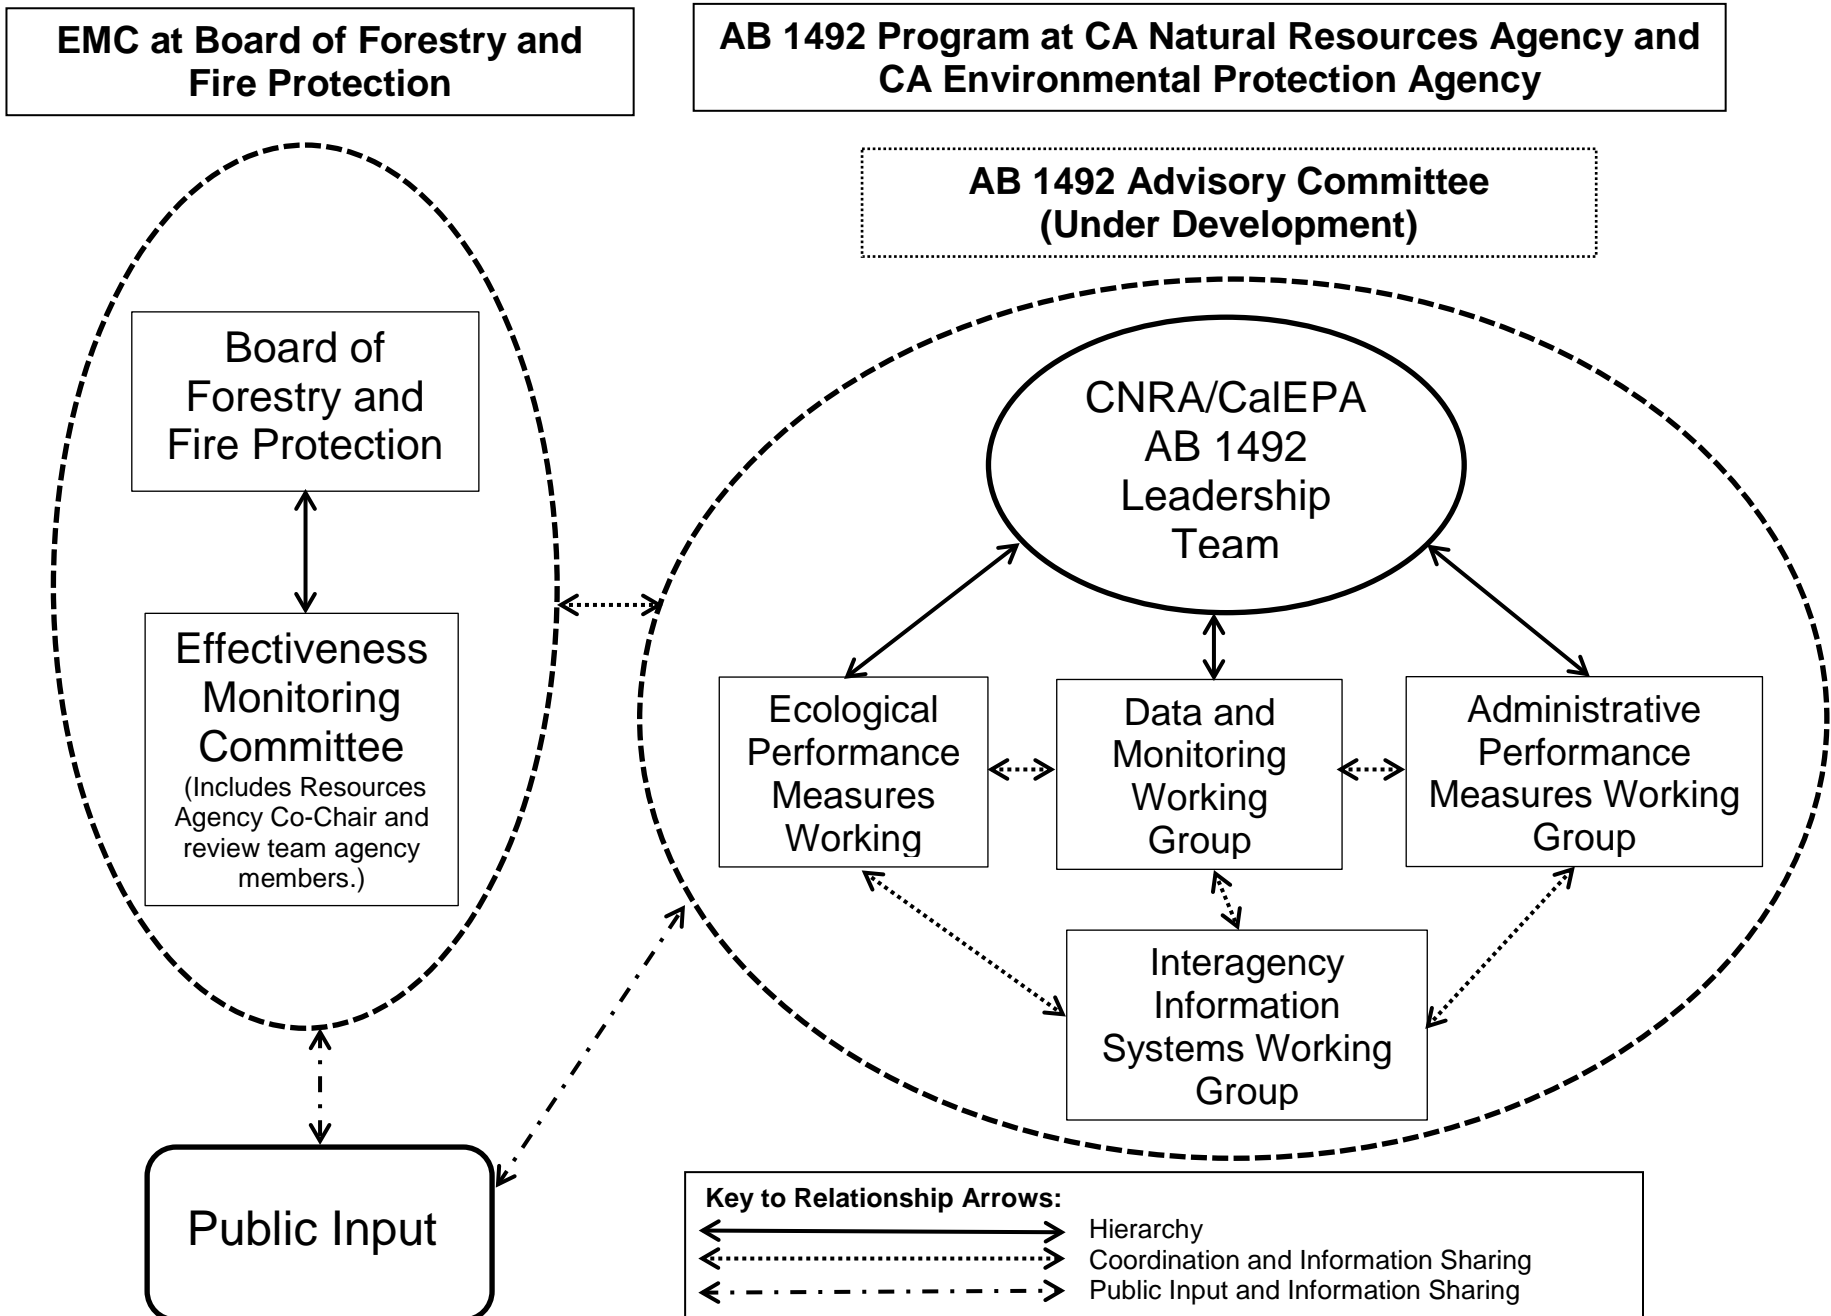 EMC at Board of Forestry and
Fire Protection
AB 1492 Program at CA Natural Resources Agency and
CA Environmental Protection Agency
AB 1492 Advisory Committee
(Under Development)
Board of
Forestry and
Fire Protection
Effectiveness
Monitoring
Committee
(Includes Resources
Agency Co-Chair and
review team agency
members.)
CNRA/CalEPA
AB 1492
Leadership
Team
Ecological
Performance
Measures
Working
Data and
Monitoring
Working
Group
Administrative
Performance
Measures Working
Group
Interagency
Information
Systems Working
Group
Public Input
Key to Relationship Arrows:
Hierarchy
Coordination and Information Sharing
Public Input and Information Sharing